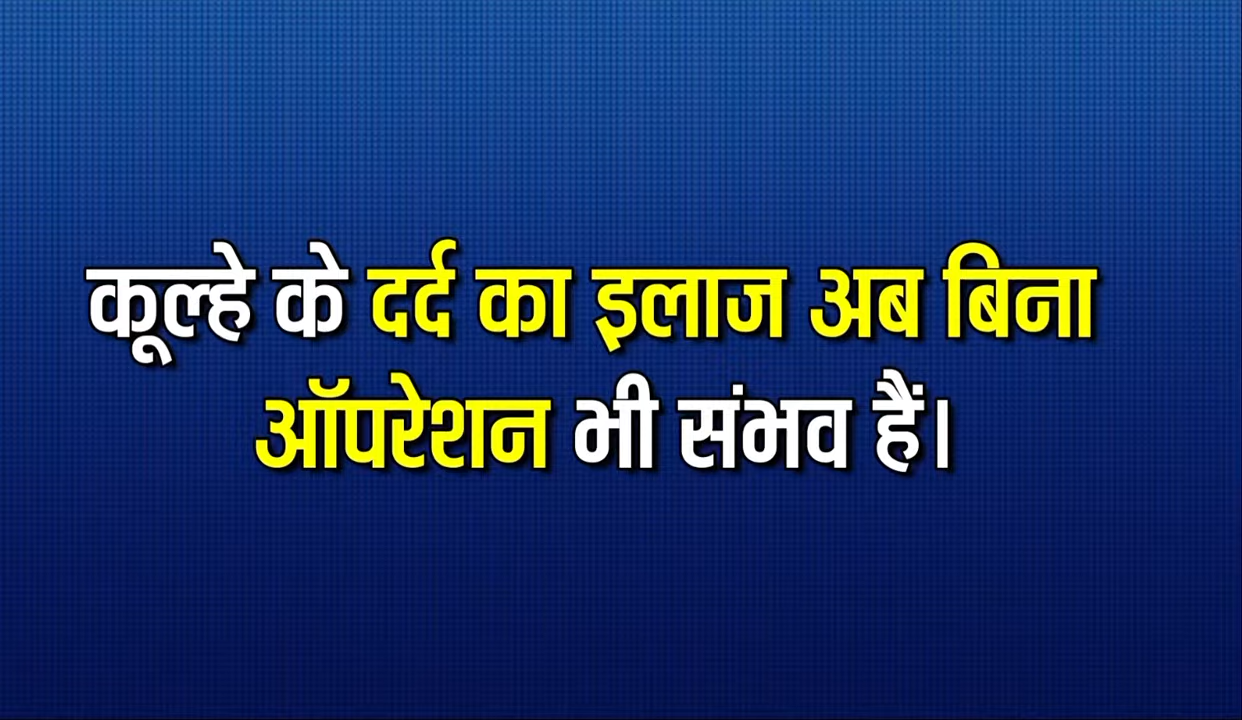 कूल्हे के दर्द का इलाज अब बिना
ऑपरेशन भी संभव हैं।